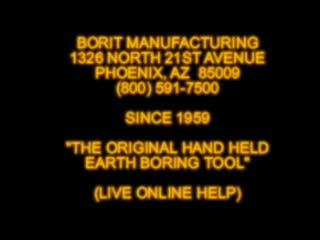 BORIT MANUFACTURING
1326 NORTH 21ST AVENUE
PHOENIX, AZ 85009
(800) 591-7500
SINCE 1959
"THE ORIGINAL HAND HELD
EARTH BORING TOOL"
(LIVE ONLINE HELP)